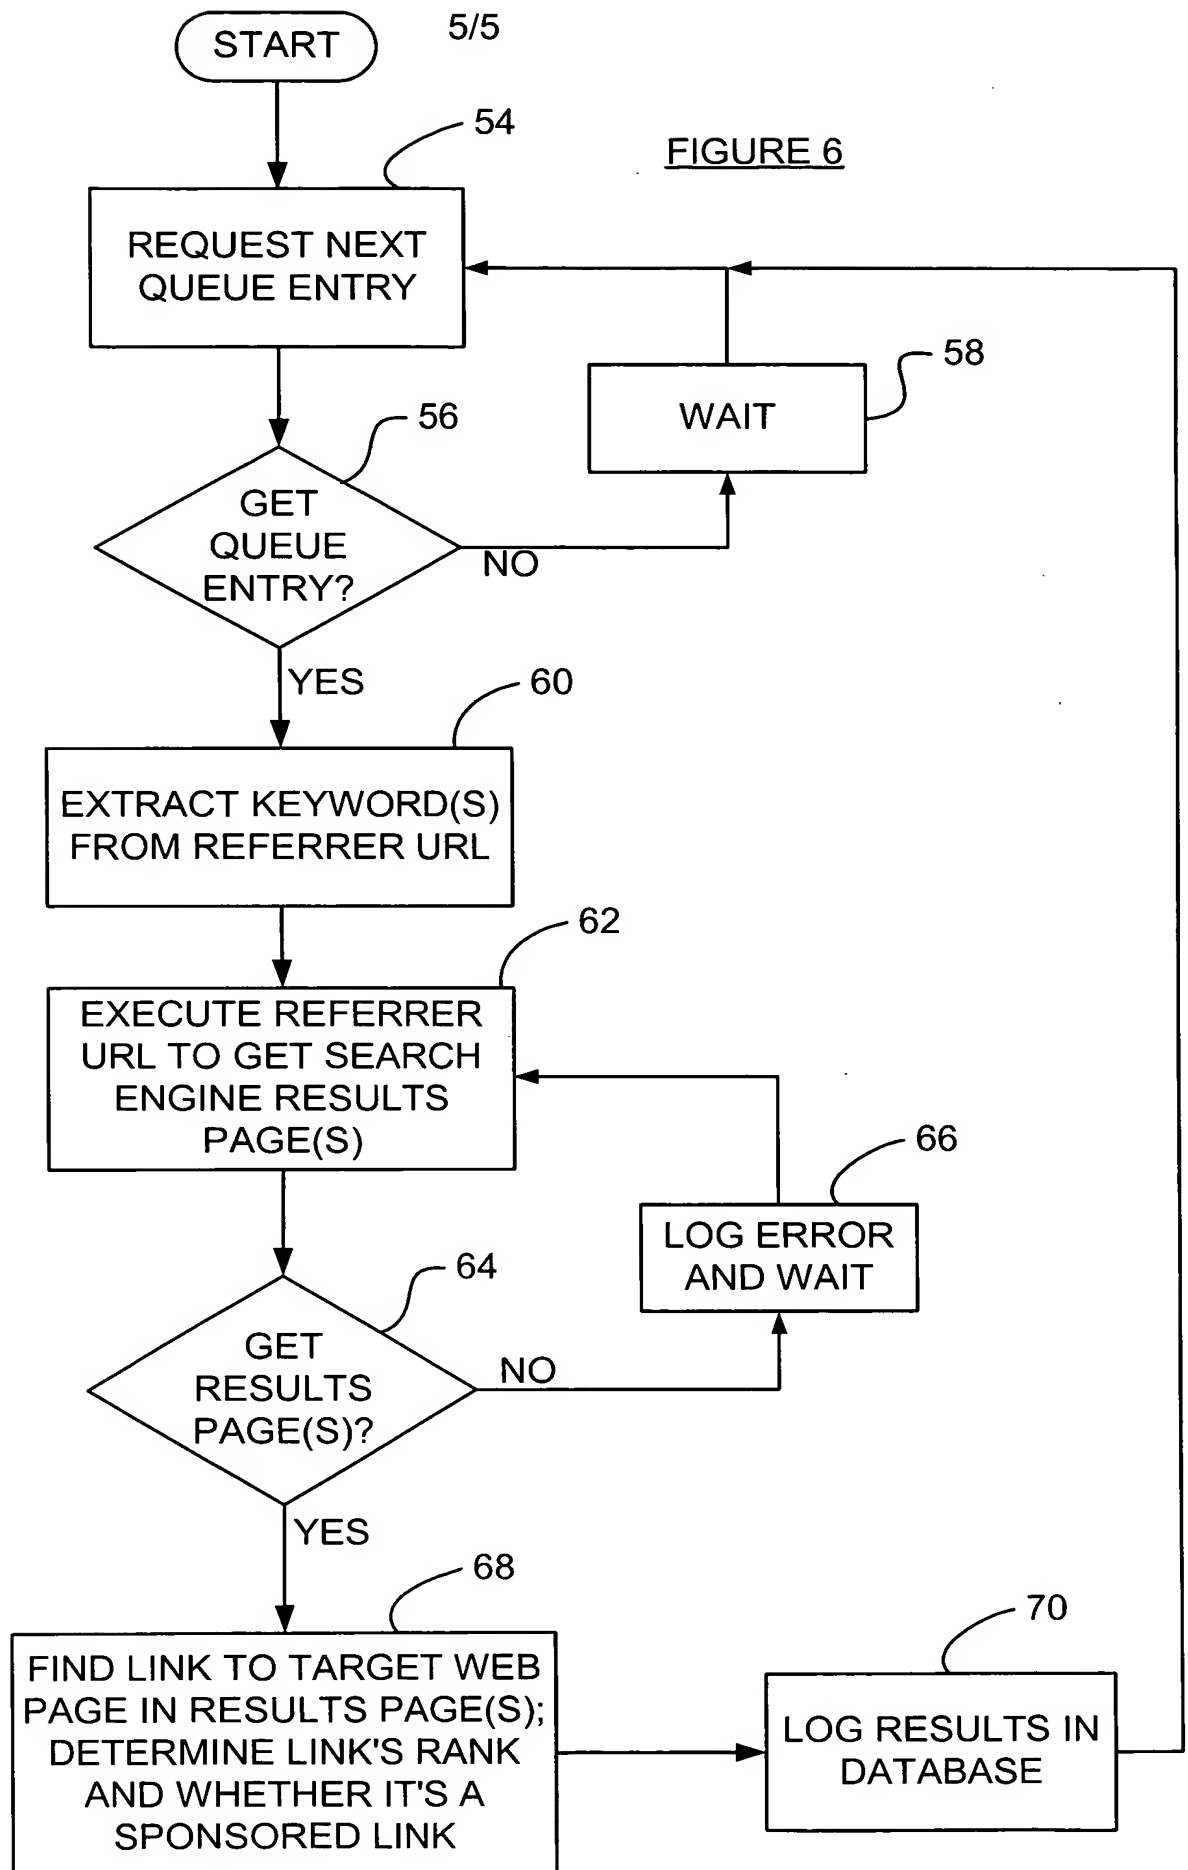 START
5/5
54
FIGURE 6
REQUEST NEXT
QUEUE ENTRY
58
WAIT
56
GET
QUEUE
ENTRY?
NO
YES
60
EXTRACT KEYWORD(S)
FROM REFERRER URL
62
EXECUTE REFERRER
URL TO GET SEARCH
ENGINE RESULTS
PAGE(S)
66
LOG ERROR
AND WAIT
64
GET
RESULTS
PAGE(S)?
NO
YES
68
FIND LINK TO TARGET WEB
PAGE IN RESULTS PAGE(S);
DETERMINE LINK'S RANK
AND WHETHER IT'S A
SPONSORED LINK
70
LOG RESULTS IN
DATABASE